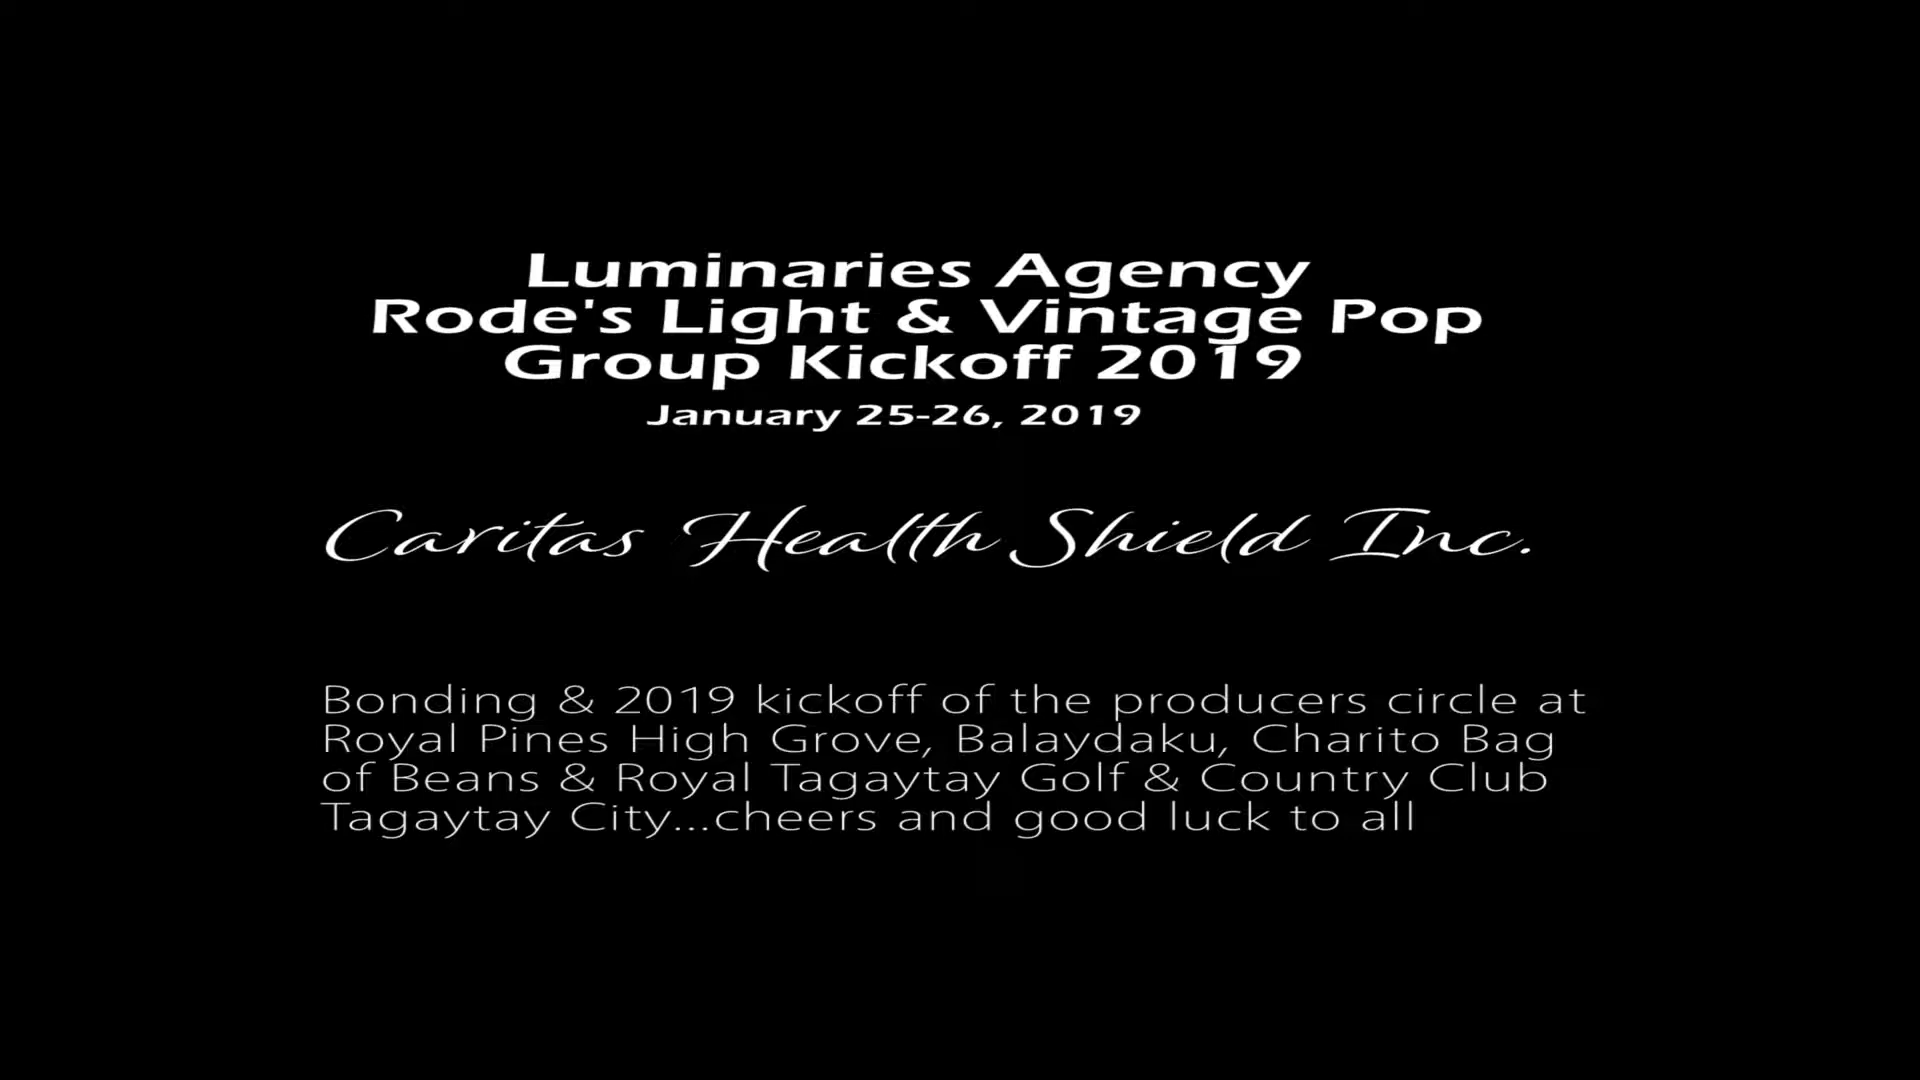 Luminaries Agency
Rode's Light & Vintage Pop
Group Kickoff 2019
January 25-26, 2019
Caritas Health Shield Inc.
Bonding & 2019 kickoff of the producers circle at
Royal Pines High Grove, Balaydaku, Charito Bag
of Beans & Royal Tagaytay Golf & Country Club
Tagaytay City...cheers and good luck to all